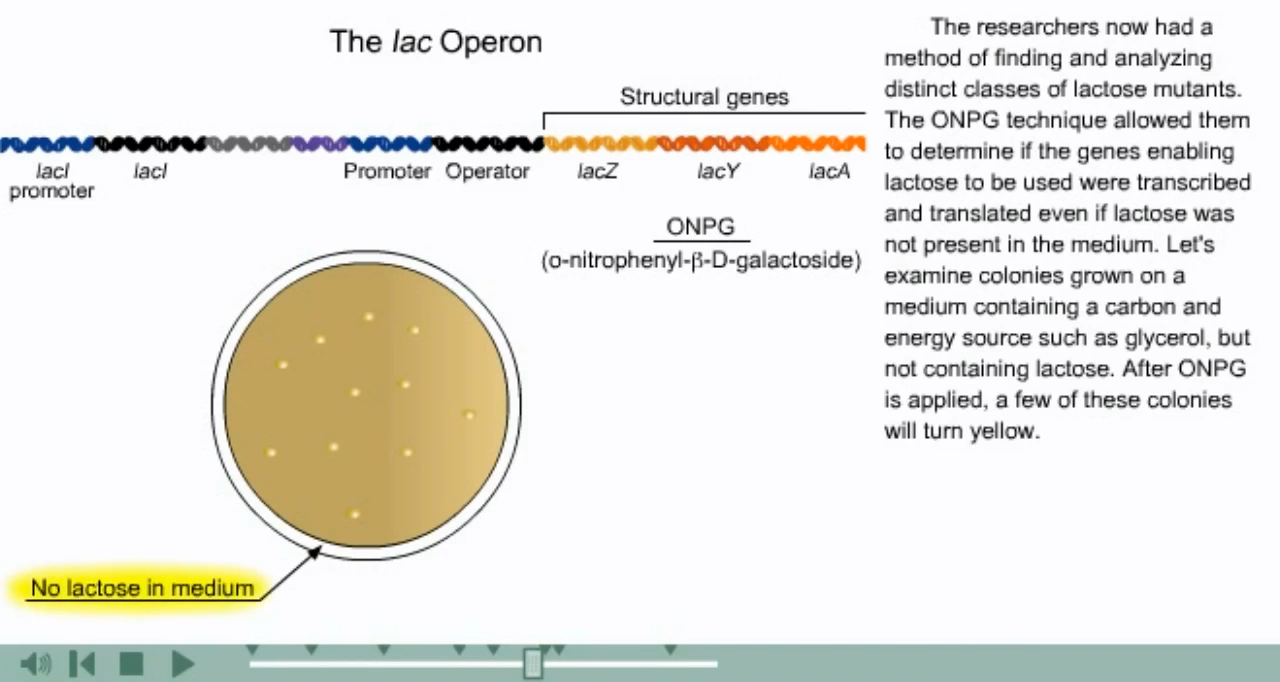 The lac Operon
Structural genes
lacI promoter
lacI
Promoter
Operator
lacZ
lacY
lacA
ONPG
(o-nitrophenyl-β-D-galactoside)
No lactose in medium
The researchers now had a
method of finding and analyzing
distinct classes of lactose mutants.
The ONPG technique allowed them
to determine if the genes enabling
lactose to be used were transcribed
and translated even if lactose was
not present in the medium. Let's
examine colonies grown on a
medium containing a carbon and
energy source such as glycerol, but
not containing lactose. After ONPG
is applied, a few of these colonies
will turn yellow.